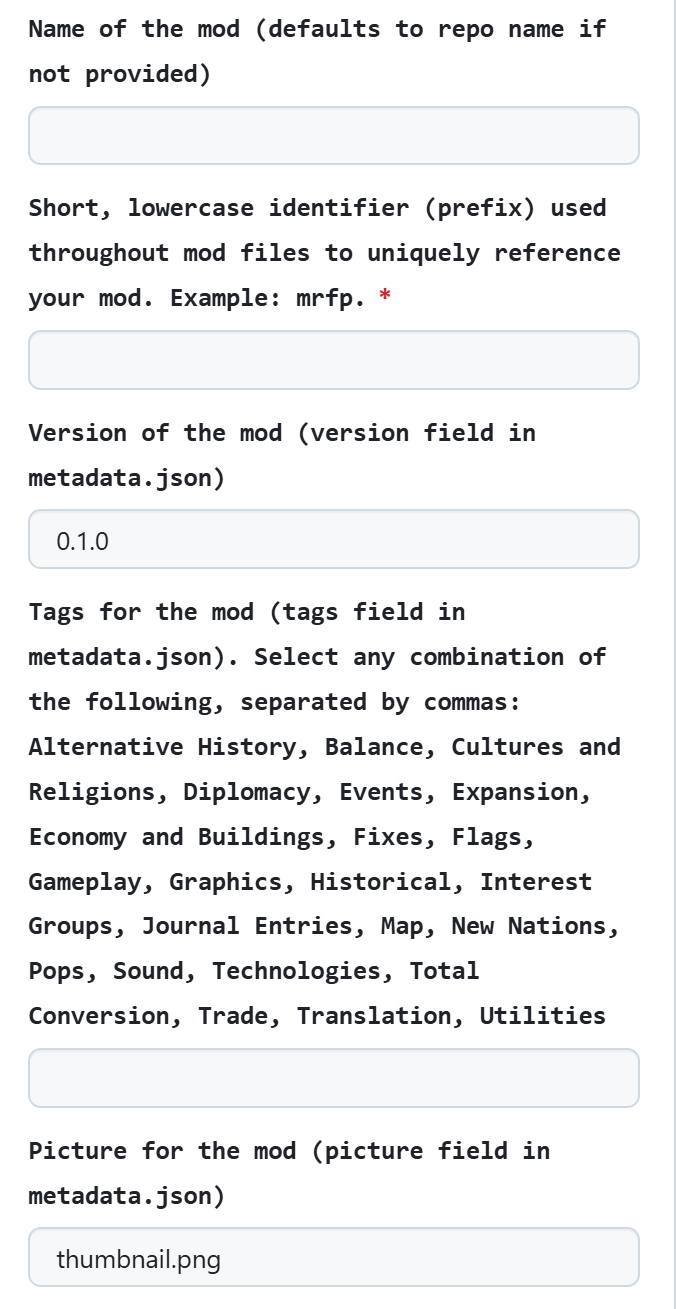 Name of the mod (defaults to repo name if
not provided)
Short, lowercase identifier (prefix) used
throughout mod files to uniquely reference
your mod. Example: mrfp. *
Version of the mod (version field in
metadata.json)
0.1.0
Tags for the mod (tags field in
metadata.json). Select any combination of
the following, separated by commas:
Alternative History, Balance, Cultures and
Religions, Diplomacy, Events, Expansion,
Economy and Buildings, Fixes, Flags,
Gameplay, Graphics, Historical, Interest
Groups, Journal Entries, Map, New Nations,
Pops, Sound, Technologies, Total
Conversion, Trade, Translation, Utilities
Picture for the mod (picture field in
metadata.json)
thumbnail.png